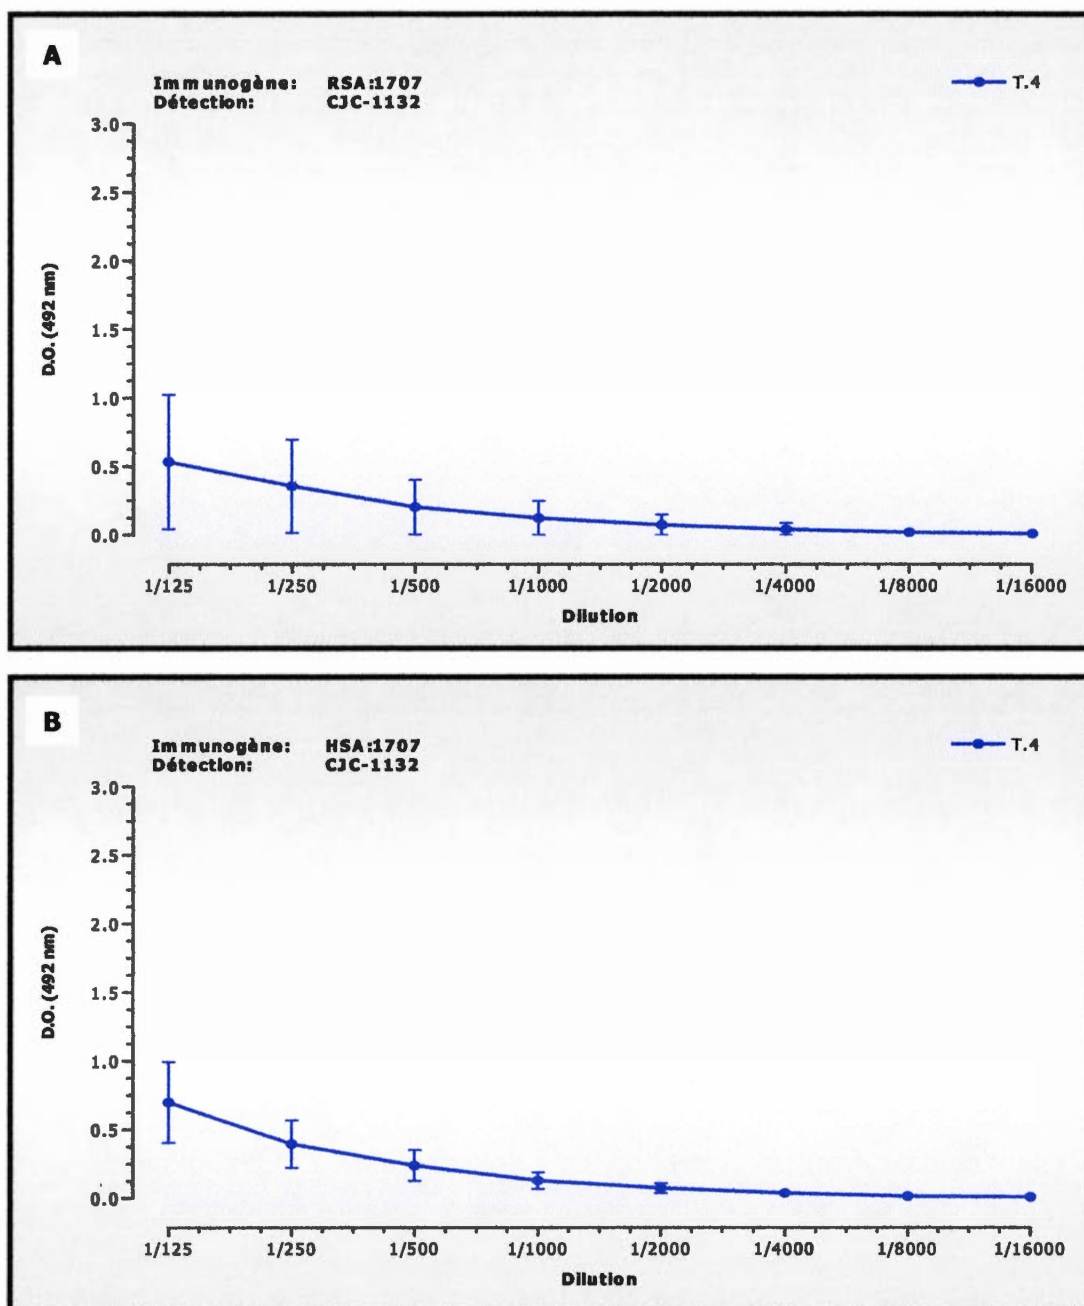 A
Immunogène: RSA:1707
Détection: CJC-1132
T.4
3.0
2.5
2.0
1.5
1.0
0.5
0.0
D.O. (492 nm)
1/125 1/250 1/500 1/1000 1/2000 1/4000 1/8000 1/16000
Dilution
B
Immunogène: HSA:1707
Détection: CJC-1132
T.4
3.0
2.5
2.0
1.5
1.0
0.5
0.0
D.O. (492 nm)
1/125 1/250 1/500 1/1000 1/2000 1/4000 1/8000 1/16000
Dilution